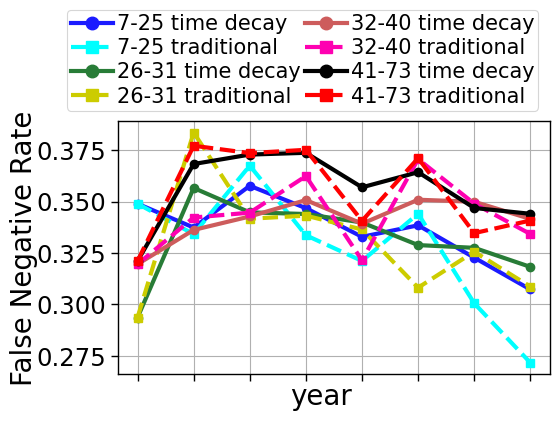 7-25 time decay
7-25 traditional
26-31 time decay
26-31 traditional
32-40 time decay
32-40 traditional
41-73 time decay
41-73 traditional
False Negative Rate
0.375
0.350
0.325
0.300
0.275
year